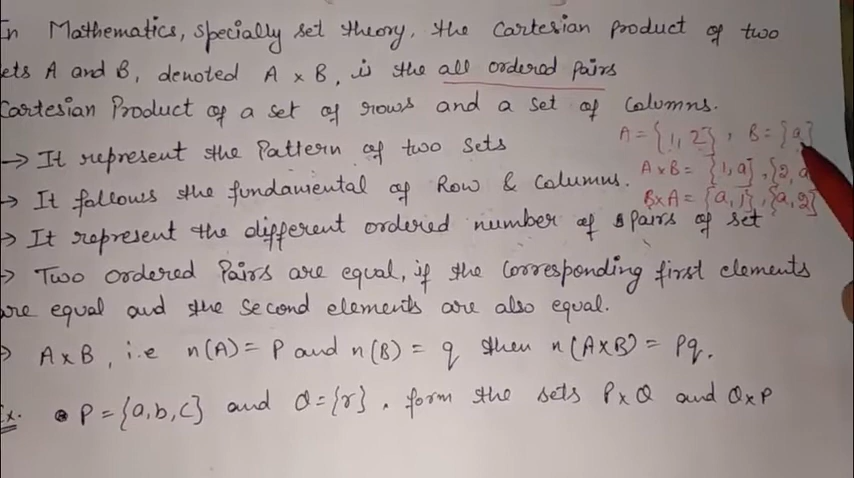 In Mathematics, specially set theory, the Cartesian product of two
ets A and B, denoted A × B, is the all ordered pairs
Cartesian Product of a set of rows and a set of Columns.
A = {1, 2}, B = {a}
→ It represent the Pattern of two sets
A×B = {1, a}, {2, a
→ It follows the fundamental of Row & Columns.
B×A = {a, 1}, {a, 2}
→ It represent the different ordered number of pairs of set
→ Two ordered Pairs are equal, if the corresponding first elements
are equal and the second elements are also equal.
→ A×B, i.e n(A) = P and n(B) = q then n(A×B) = Pq.
Ex. P = {a, b, c} and Q = {r}. form the sets P×Q and Q×P